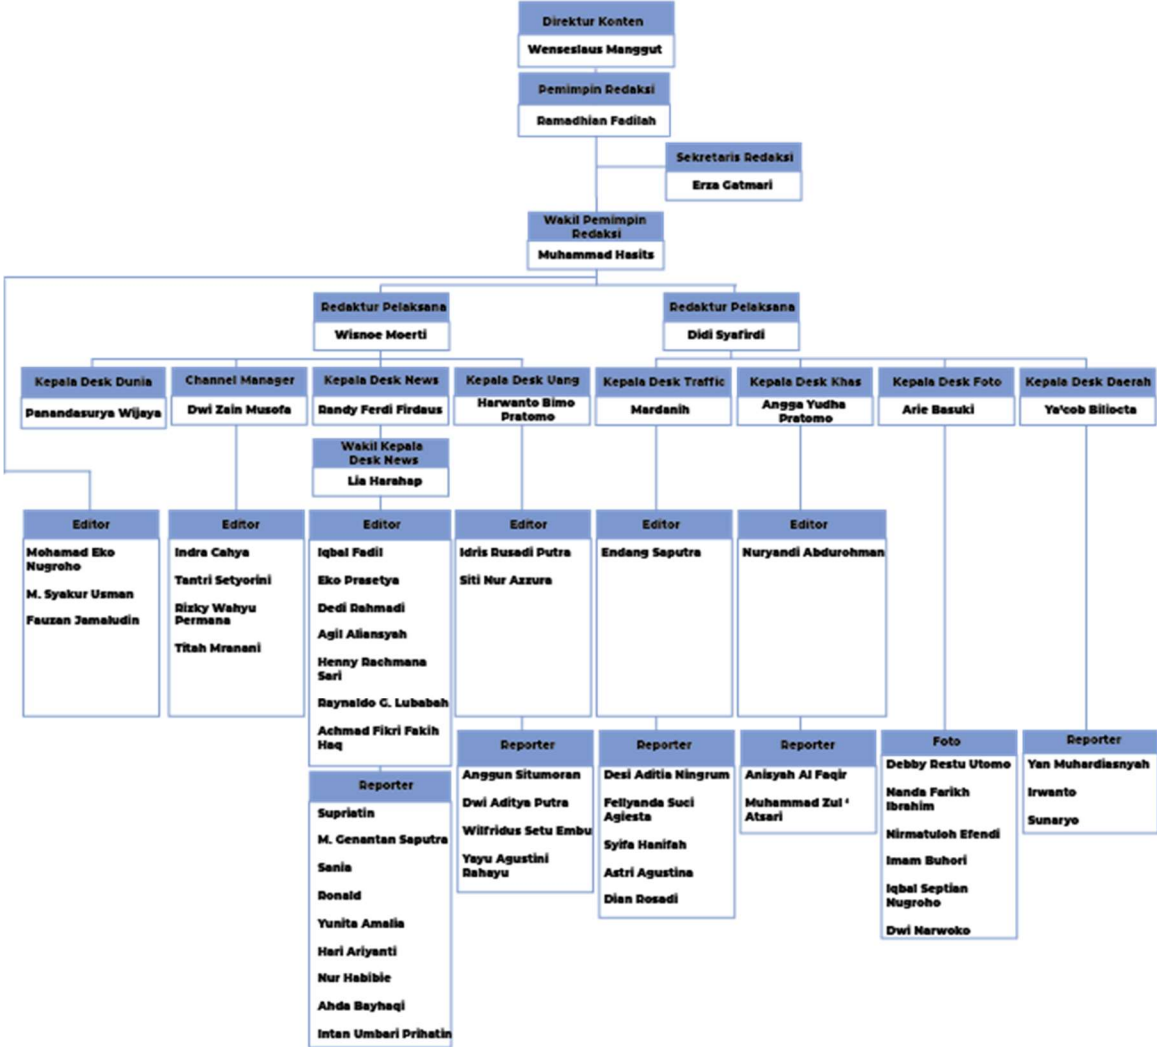 Direktur Konten
Wenseslaus Manggut
Pemimpin Redaksi
Ramadhian Fadilah
Sekretaris Redaksi
Erza Gatmari
Wakil Pemimpin
Redaksi
Muhammad Hasits
Redaktur Pelaksana
Wisnoe Moerti
Redaktur Pelaksana
Didi Syafirdi
Kepala Desk Dunia
Panandasurya Wijaya
Channel Manager
Dwi Zain Musofa
Kepala Desk News
Randy Ferdi Firdaus
Kepala Desk Uang
Harwanto Bimo
Pratomo
Kepala Desk Traffic
Mardanih
Kepala Desk Khas
Angga Yudha
Pratomo
Kepala Desk Foto
Arie Basuki
Kepala Desk Daerah
Ya'cob Biliocta
Wakil Kepala
Desk News
Lia Harahap
Editor
Mohamad Eko
Nugroho
M. Syakur Usman
Fauzan Jamaludin
Editor
Indra Cahya
Tantri Setyorini
Rizky Wahyu
Permana
Titah Mranani
Editor
Iqbal Fadil
Eko Prasetya
Dedi Rahmadi
Agil Aliansyah
Henny Rachmana
Sari
Raynaldo G. Lubabah
Achmad Fikri Fakih
Haq
Editor
Idris Rusadi Putra
Siti Nur Azzura
Editor
Endang Saputra
Editor
Nuryandi Abdurohman
Reporter
Supriatin
M. Genantan Saputra
Sania
Ronald
Yunita Amalia
Hari Ariyanti
Nur Habibie
Ahda Bayhaqi
Intan Umbari Prihatin
Reporter
Anggun Situmoran
Dwi Aditya Putra
Wilfridus Setu Embu
Yayu Agustini
Rahayu
Reporter
Desi Aditia Ningrum
Fellyanda Suci
Agiesta
Syifa Hanifah
Astri Agustina
Dian Rosadi
Reporter
Anisyah Al Faqir
Muhammad Zul '
Atsari
Foto
Debby Restu Utomo
Nanda Farikh
Ibrahim
Nirmatuloh Efendi
Imam Buhori
Iqbal Septian
Nugroho
Dwi Narwoko
Reporter
Yan Muhardiasnyah
Irwanto
Sunaryo